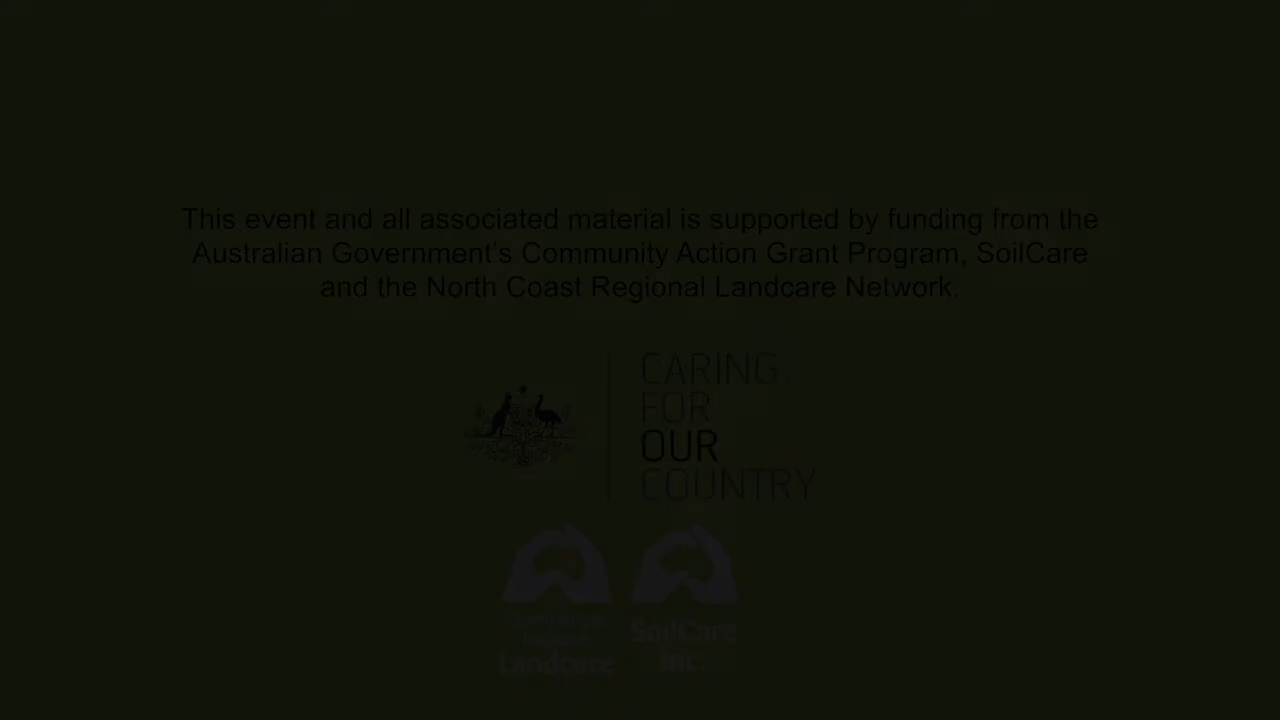 This event and all associated material is supported by funding from the
Australian Government's Community Action Grant Program, SoilCare
and the North Coast Regional Landcare Network.
CARING
FOR
OUR
COUNTRY
Landcare
SoilCare
Inc.